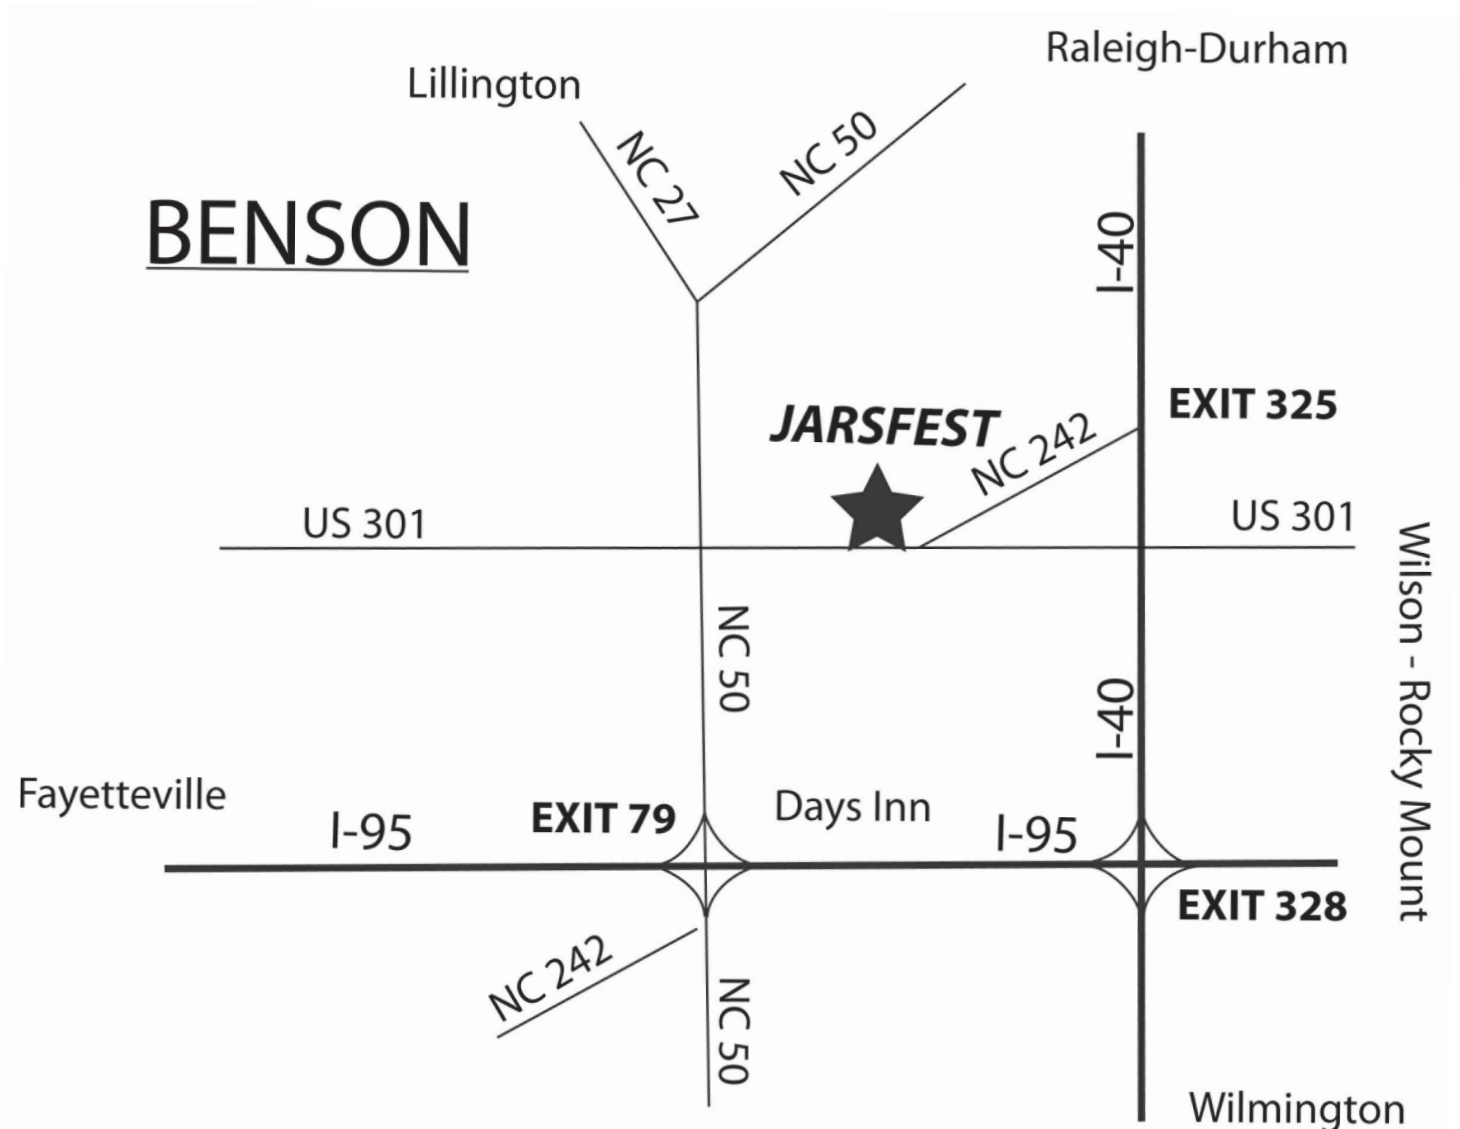 Raleigh-Durham
Lillington
NC 27
NC 50
BENSON
I-40
EXIT 325
JARSFEST
NC 242
US 301
US 301
Wilson - Rocky Mount
NC 50
I-40
Fayetteville
I-95
EXIT 79
Days Inn
I-95
EXIT 328
NC 242
NC 50
Wilmington